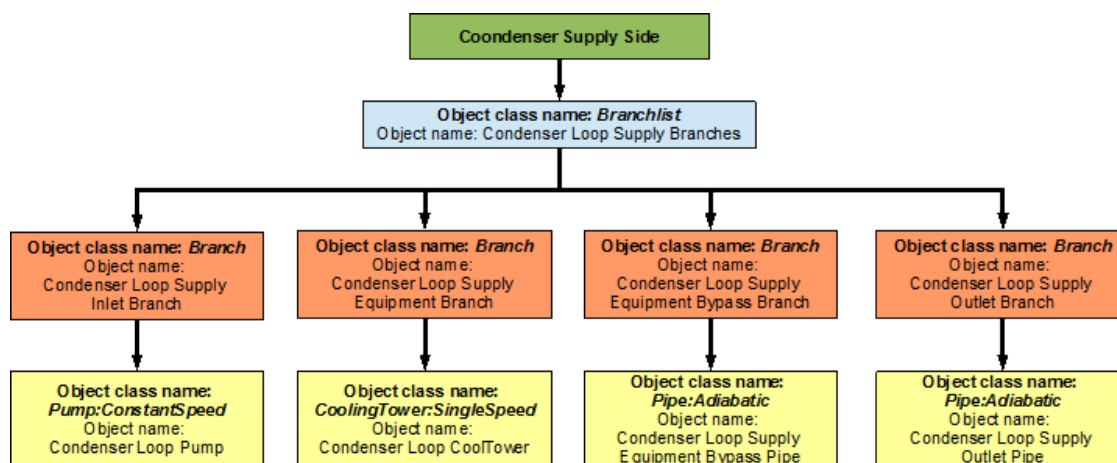 Coondenser Supply Side
Object class name: Branchlist
Object name: Condenser Loop Supply Branches
Object class name: Branch
Object name:
Condenser Loop Supply
Inlet Branch
Object class name: Branch
Object name:
Condenser Loop Supply
Equipment Branch
Object class name: Branch
Object name:
Condenser Loop Supply
Equipment Bypass Branch
Object class name: Branch
Object name:
Condenser Loop Supply
Outlet Branch
Object class name:
Pump:ConstantSpeed
Object name:
Condenser Loop Pump
Object class name:
CoolingTower:SingleSpeed
Object name:
Condenser Loop CoolTower
Object class name:
Pipe:Adiabatic
Object name:
Condenser Loop Supply
Equipment Bypass Pipe
Object class name:
Pipe:Adiabatic
Object name:
Condenser Loop Supply
Outlet Pipe